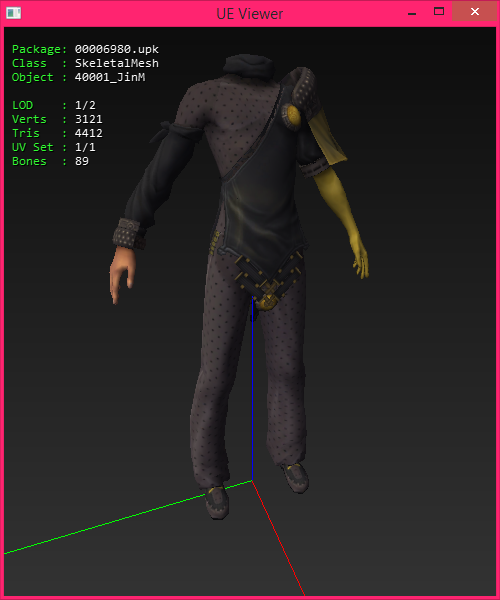 UE Viewer
Package: 00006980.upk
Class  : SkeletalMesh
Object : 40001_JinM
LOD    : 1/2
Verts  : 3121
Tris   : 4412
UV Set : 1/1
Bones  : 89